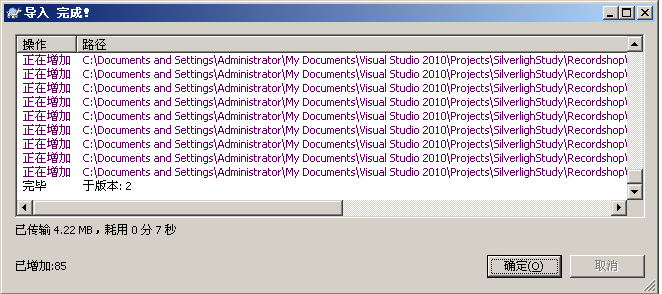 导入 完成!
操作 路径
正在增加 C:\Documents and Settings\Administrator\My Documents\Visual Studio 2010\Projects\SilverlighStudy\Recordshop\
正在增加 C:\Documents and Settings\Administrator\My Documents\Visual Studio 2010\Projects\SilverlighStudy\Recordshop\
正在增加 C:\Documents and Settings\Administrator\My Documents\Visual Studio 2010\Projects\SilverlighStudy\Recordshop\
正在增加 C:\Documents and Settings\Administrator\My Documents\Visual Studio 2010\Projects\SilverlighStudy\Recordshop\
正在增加 C:\Documents and Settings\Administrator\My Documents\Visual Studio 2010\Projects\SilverlighStudy\Recordshop\
正在增加 C:\Documents and Settings\Administrator\My Documents\Visual Studio 2010\Projects\SilverlighStudy\Recordshop\
正在增加 C:\Documents and Settings\Administrator\My Documents\Visual Studio 2010\Projects\SilverlighStudy\Recordshop\
正在增加 C:\Documents and Settings\Administrator\My Documents\Visual Studio 2010\Projects\SilverlighStudy\Recordshop\
正在增加 C:\Documents and Settings\Administrator\My Documents\Visual Studio 2010\Projects\SilverlighStudy\Recordshop\
完毕 于版本: 2
已传输 4.22 MB，耗用 0 分 7 秒
已增加:85 确定(O) 取消